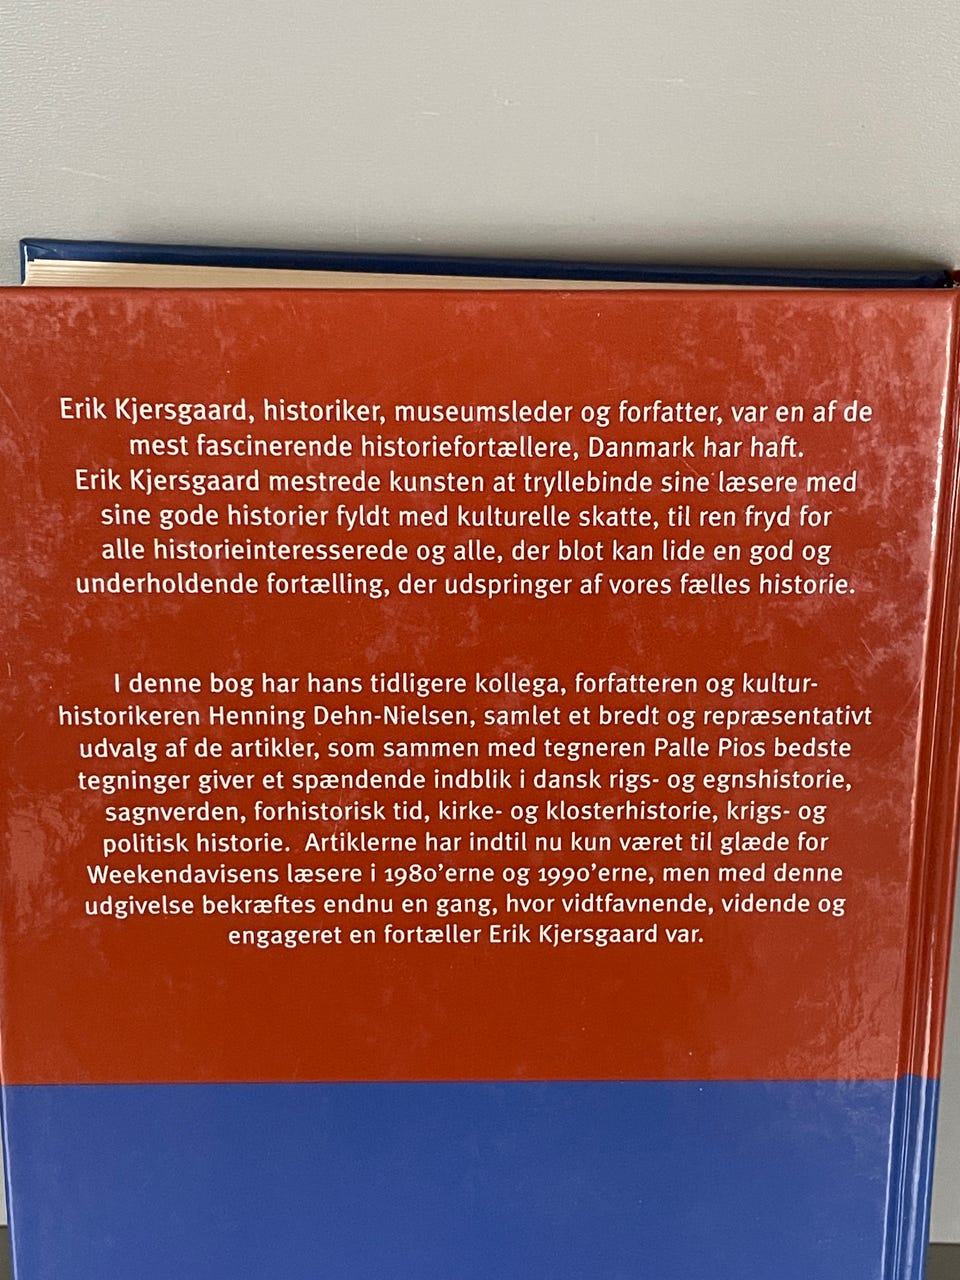 Erik Kjersgaard, historiker, museumsleder og forfatter, var en af de
mest fascinerende historiefortællere, Danmark har haft.
Erik Kjersgaard mestrede kunsten at tryllebinde sine læsere med
sine gode historier fyldt med kulturelle skatte, til ren fryd for
alle historieinteresserede og alle, der blot kan lide en god og
underholdende fortælling, der udspringer af vores fælles historie.
I denne bog har hans tidligere kollega, forfatteren og kultur-
historikeren Henning Dehn-Nielsen, samlet et bredt og repræsentativt
udvalg af de artikler, som sammen med tegneren Palle Pios bedste
tegninger giver et spændende indblik i dansk rigs- og egnshistorie,
sagnverden, forhistorisk tid, kirke- og klosterhistorie, krigs- og
politisk historie. Artiklerne har indtil nu kun været til glæde for
Weekendavisens læsere i 1980'erne og 1990'erne, men med denne
udgivelse bekræftes endnu en gang, hvor vidtfavnende, vidende og
engageret en fortæller Erik Kjersgaard var.